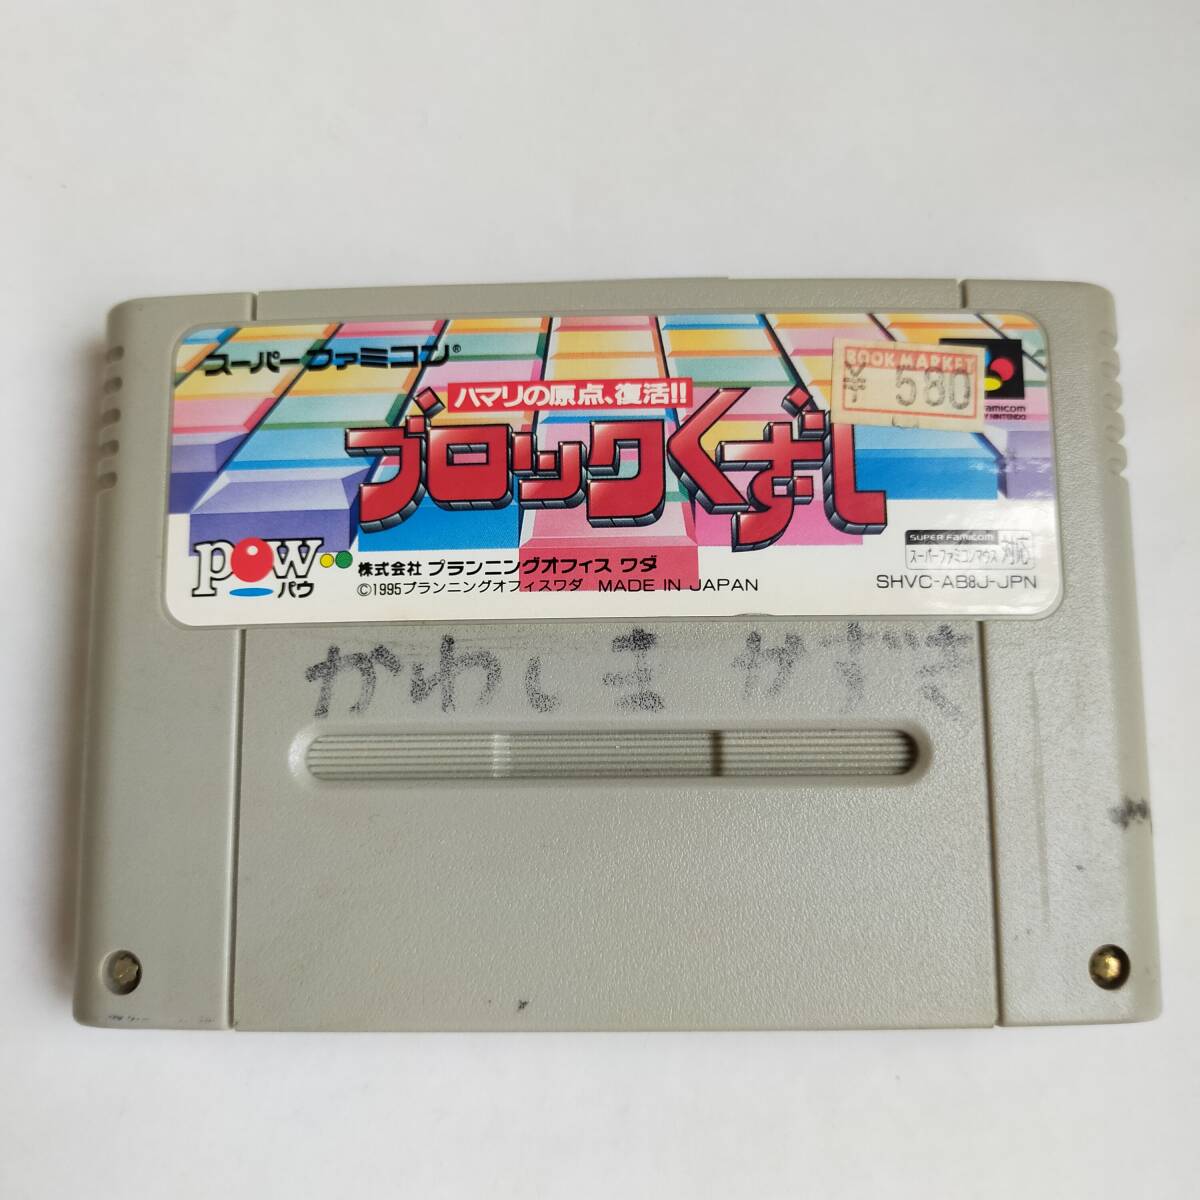 スーパーファミコン®
BOOK MARKET
¥ 580
ハマリの原点、復活!!
ブロックくずし
pow
パウ
株式会社 プランニングオフィス ワダ
©1995プランニングオフィスワダ MADE IN JAPAN
SUPER FAMICOM
スーパーファミコンマウス 対応
SHVC-AB8J-JPN
かわしま かずき